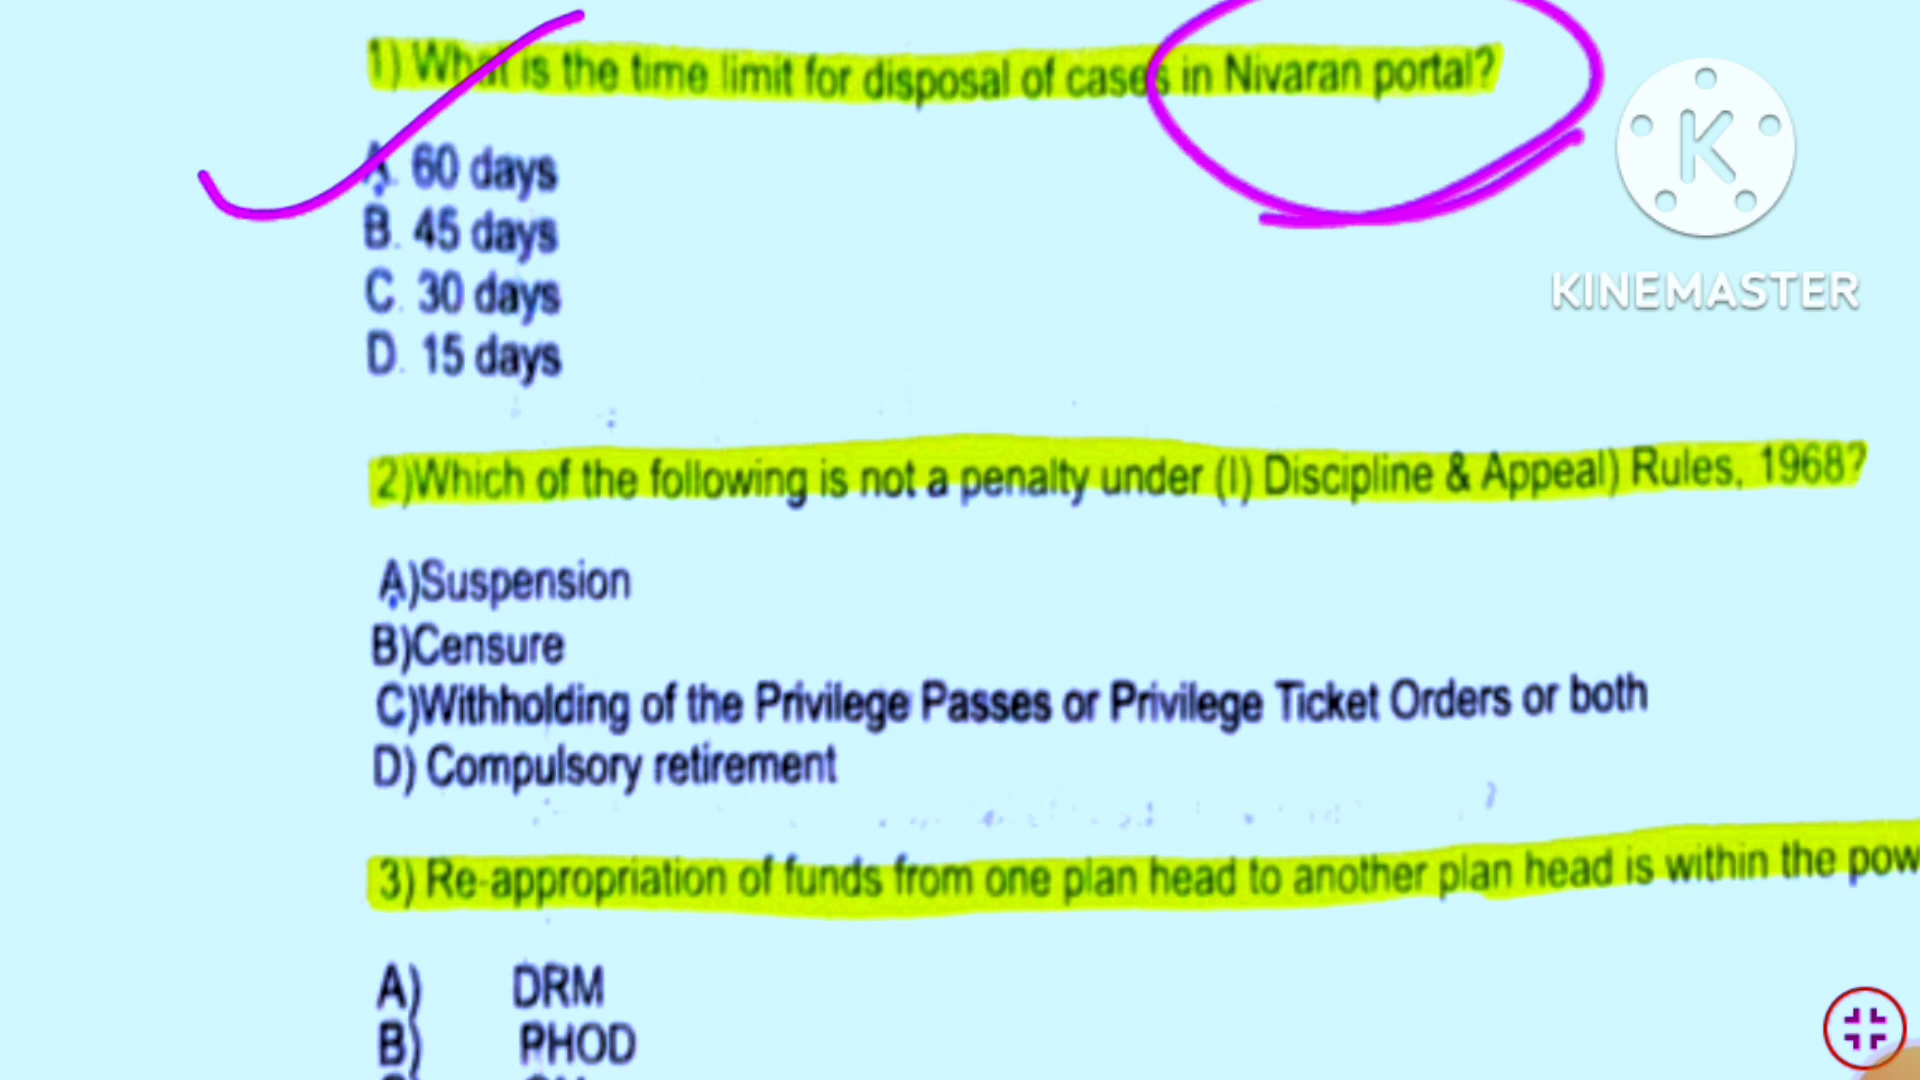 1) What is the time limit for disposal of cases in Nivaran portal?
A. 60 days
B. 45 days
C. 30 days
D. 15 days
K
KINEMASTER
2)Which of the following is not a penalty under (I) Discipline & Appeal) Rules, 1968?
A)Suspension
B)Censure
C)Withholding of the Privilege Passes or Privilege Ticket Orders or both
D) Compulsory retirement
3) Re-appropriation of funds from one plan head to another plan head is within the
A) DRM
B) PHOD